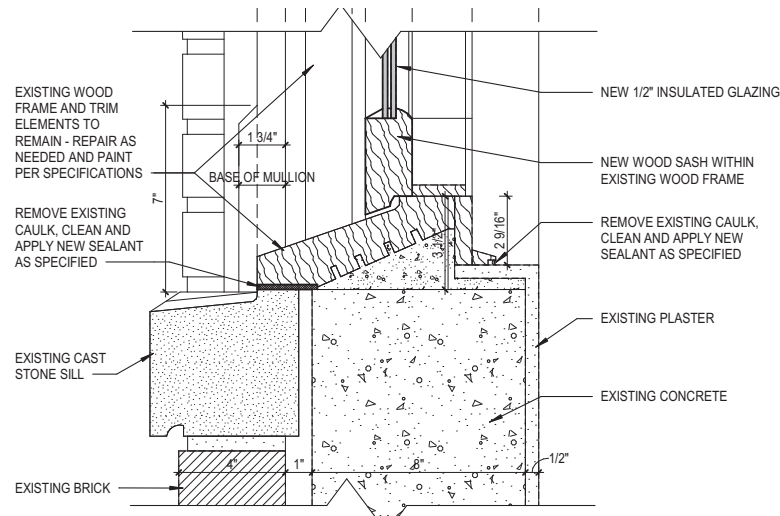 EXISTING WOOD
FRAME AND TRIM
ELEMENTS TO
REMAIN - REPAIR AS
NEEDED AND PAINT
PER SPECIFICATIONS
REMOVE EXISTING
CAULK, CLEAN AND
APPLY NEW SEALANT
AS SPECIFIED
EXISTING CAST
STONE SILL
EXISTING BRICK
7"
1 3/4"
BASE OF MULLION
3 1/2"
2 9/16"
4"
1"
8"
1/2"
NEW 1/2" INSULATED GLAZING
NEW WOOD SASH WITHIN
EXISTING WOOD FRAME
REMOVE EXISTING CAULK,
CLEAN AND APPLY NEW
SEALANT AS SPECIFIED
EXISTING PLASTER
EXISTING CONCRETE